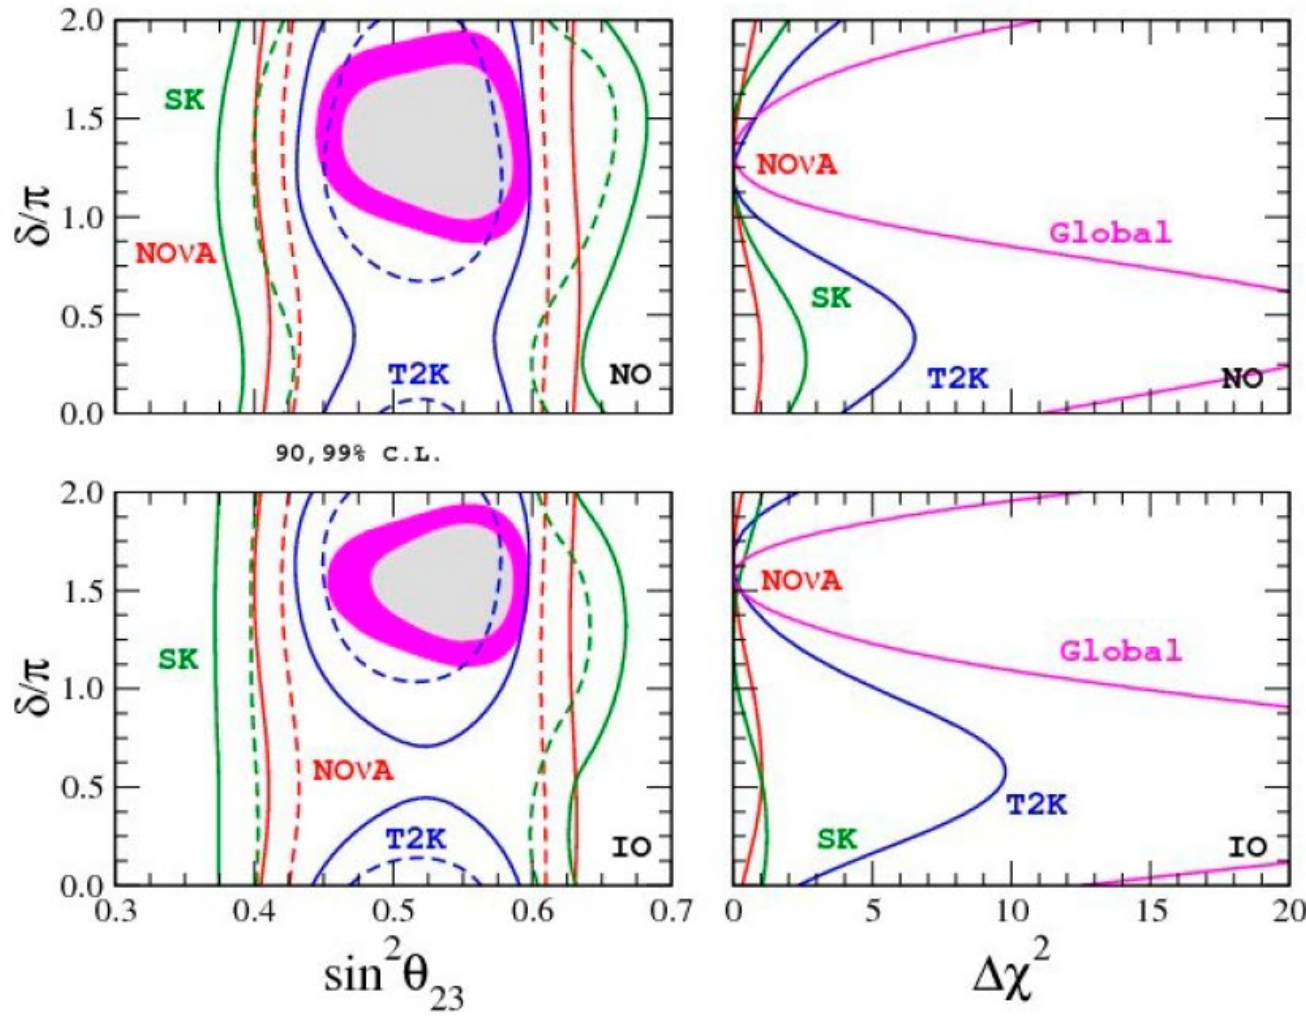 2.0
1.5
1.0
0.5
0.0
δ/π
SK
NOνA
T2K
NO
NOνA
Global
SK
T2K
NO
90,99% C.L.
2.0
1.5
1.0
0.5
0.0
δ/π
SK
NOνA
T2K
IO
NOνA
Global
T2K
SK
IO
0.3 0.4 0.5 0.6 0.7
0 5 10 15 20
sin²θ₂₃
Δχ²